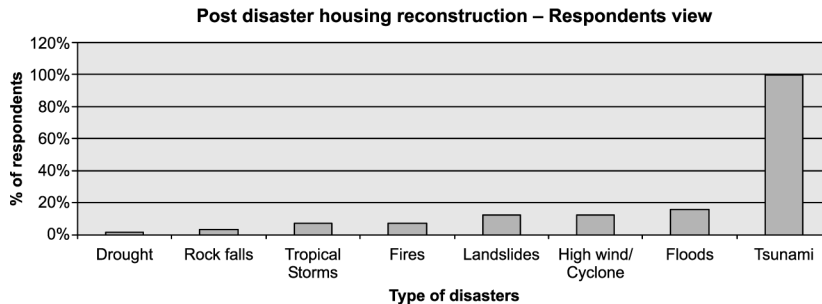 Post disaster housing reconstruction – Respondents view
120%
100%
80%
60%
40%
20%
0%
% of respondents
Drought
Rock falls
Tropical
Storms
Fires
Landslides
High wind/
Cyclone
Floods
Tsunami
Type of disasters